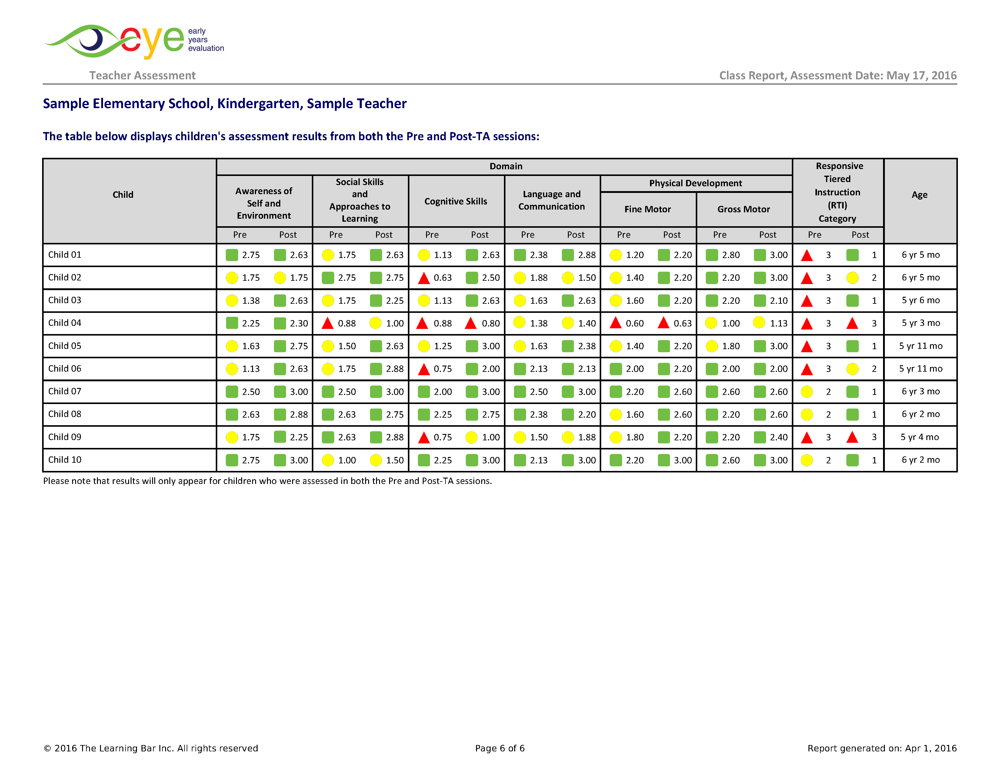 eye early
years
evaluation
Teacher Assessment Class Report, Assessment Date: May 17, 2016
Sample Elementary School, Kindergarten, Sample Teacher
The table below displays children's assessment results from both the Pre and Post-TA sessions:
Child
Domain
Awareness of
Self and
Environment
Social Skills
and
Approaches to
Learning
Cognitive Skills
Language and
Communication
Physical Development
Fine Motor Gross Motor
Responsive
Tiered
Instruction
(RTI)
Category
Age
Pre Post Pre Post Pre Post Pre Post Pre Post Pre Post Pre Post
Child 01 2.75 2.63 1.75 2.63 1.13 2.63 2.38 2.88 1.20 2.20 2.80 3.00 3 1 6 yr 5 mo
Child 02 1.75 1.75 2.75 2.75 0.63 2.50 1.88 1.50 1.40 2.20 2.20 3.00 3 2 6 yr 5 mo
Child 03 1.38 2.63 1.75 2.25 1.13 2.63 1.63 2.63 1.60 2.20 2.20 2.10 3 1 5 yr 6 mo
Child 04 2.25 2.30 0.88 1.00 0.88 0.80 1.38 1.40 0.60 0.63 1.00 1.13 3 3 5 yr 3 mo
Child 05 1.63 2.75 1.50 2.63 1.25 3.00 1.63 2.38 1.40 2.20 1.80 3.00 3 1 5 yr 11 mo
Child 06 1.13 2.63 1.75 2.88 0.75 2.00 2.13 2.13 2.00 2.20 2.00 2.00 3 2 5 yr 11 mo
Child 07 2.50 3.00 2.50 3.00 2.00 3.00 2.50 3.00 2.20 2.60 2.60 2.60 2 1 6 yr 3 mo
Child 08 2.63 2.88 2.63 2.75 2.25 2.75 2.38 2.20 1.60 2.60 2.20 2.60 2 1 6 yr 2 mo
Child 09 1.75 2.25 2.63 2.88 0.75 1.00 1.50 1.88 1.80 2.20 2.20 2.40 3 3 5 yr 4 mo
Child 10 2.75 3.00 1.00 1.50 2.25 3.00 2.13 3.00 2.20 3.00 2.60 3.00 2 1 6 yr 2 mo
Please note that results will only appear for children who were assessed in both the Pre and Post-TA sessions.
© 2016 The Learning Bar Inc. All rights reserved Page 6 of 6 Report generated on: Apr 1, 2016